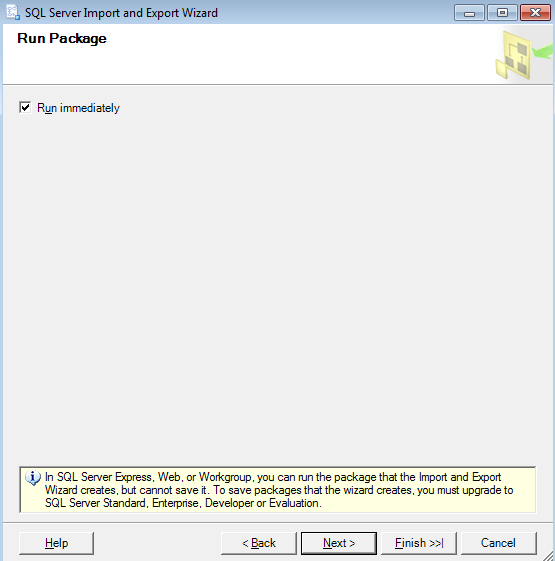 SQL Server Import and Export Wizard
Run Package
Run immediately
In SQL Server Express, Web, or Workgroup, you can run the package that the Import and Export
Wizard creates, but cannot save it. To save packages that the wizard creates, you must upgrade to
SQL Server Standard, Enterprise, Developer or Evaluation.
Help
< Back
Next >
Finish >>|
Cancel